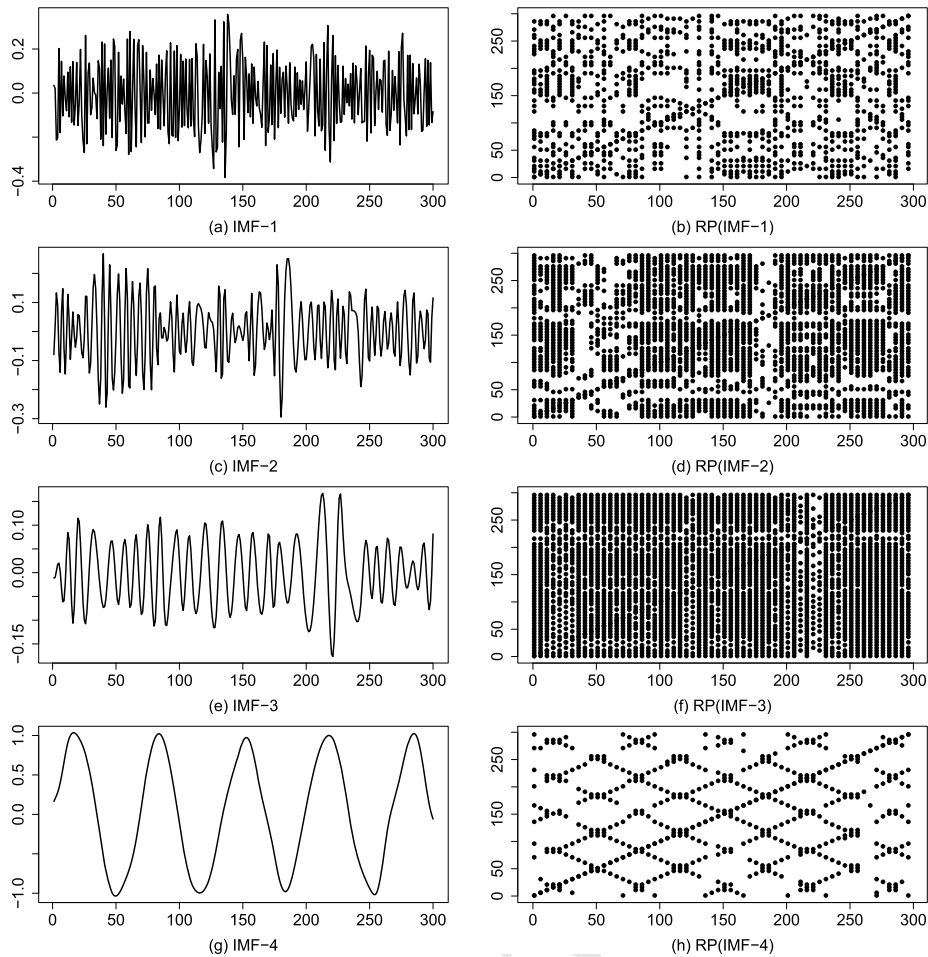 0.2
0.0
−0.4
0 50 100 150 200 250 300
(a) IMF−1
250
150
50
0
0 50 100 150 200 250 300
(b) RP(IMF−1)
0.1
−0.1
−0.3
0 50 100 150 200 250 300
(c) IMF−2
250
150
50
0
0 50 100 150 200 250 300
(d) RP(IMF−2)
0.10
0.00
−0.15
0 50 100 150 200 250 300
(e) IMF−3
250
150
50
0
0 50 100 150 200 250 300
(f) RP(IMF−3)
1.0
0.5
0.0
−1.0
0 50 100 150 200 250 300
(g) IMF−4
250
150
50
0
0 50 100 150 200 250 300
(h) RP(IMF−4)